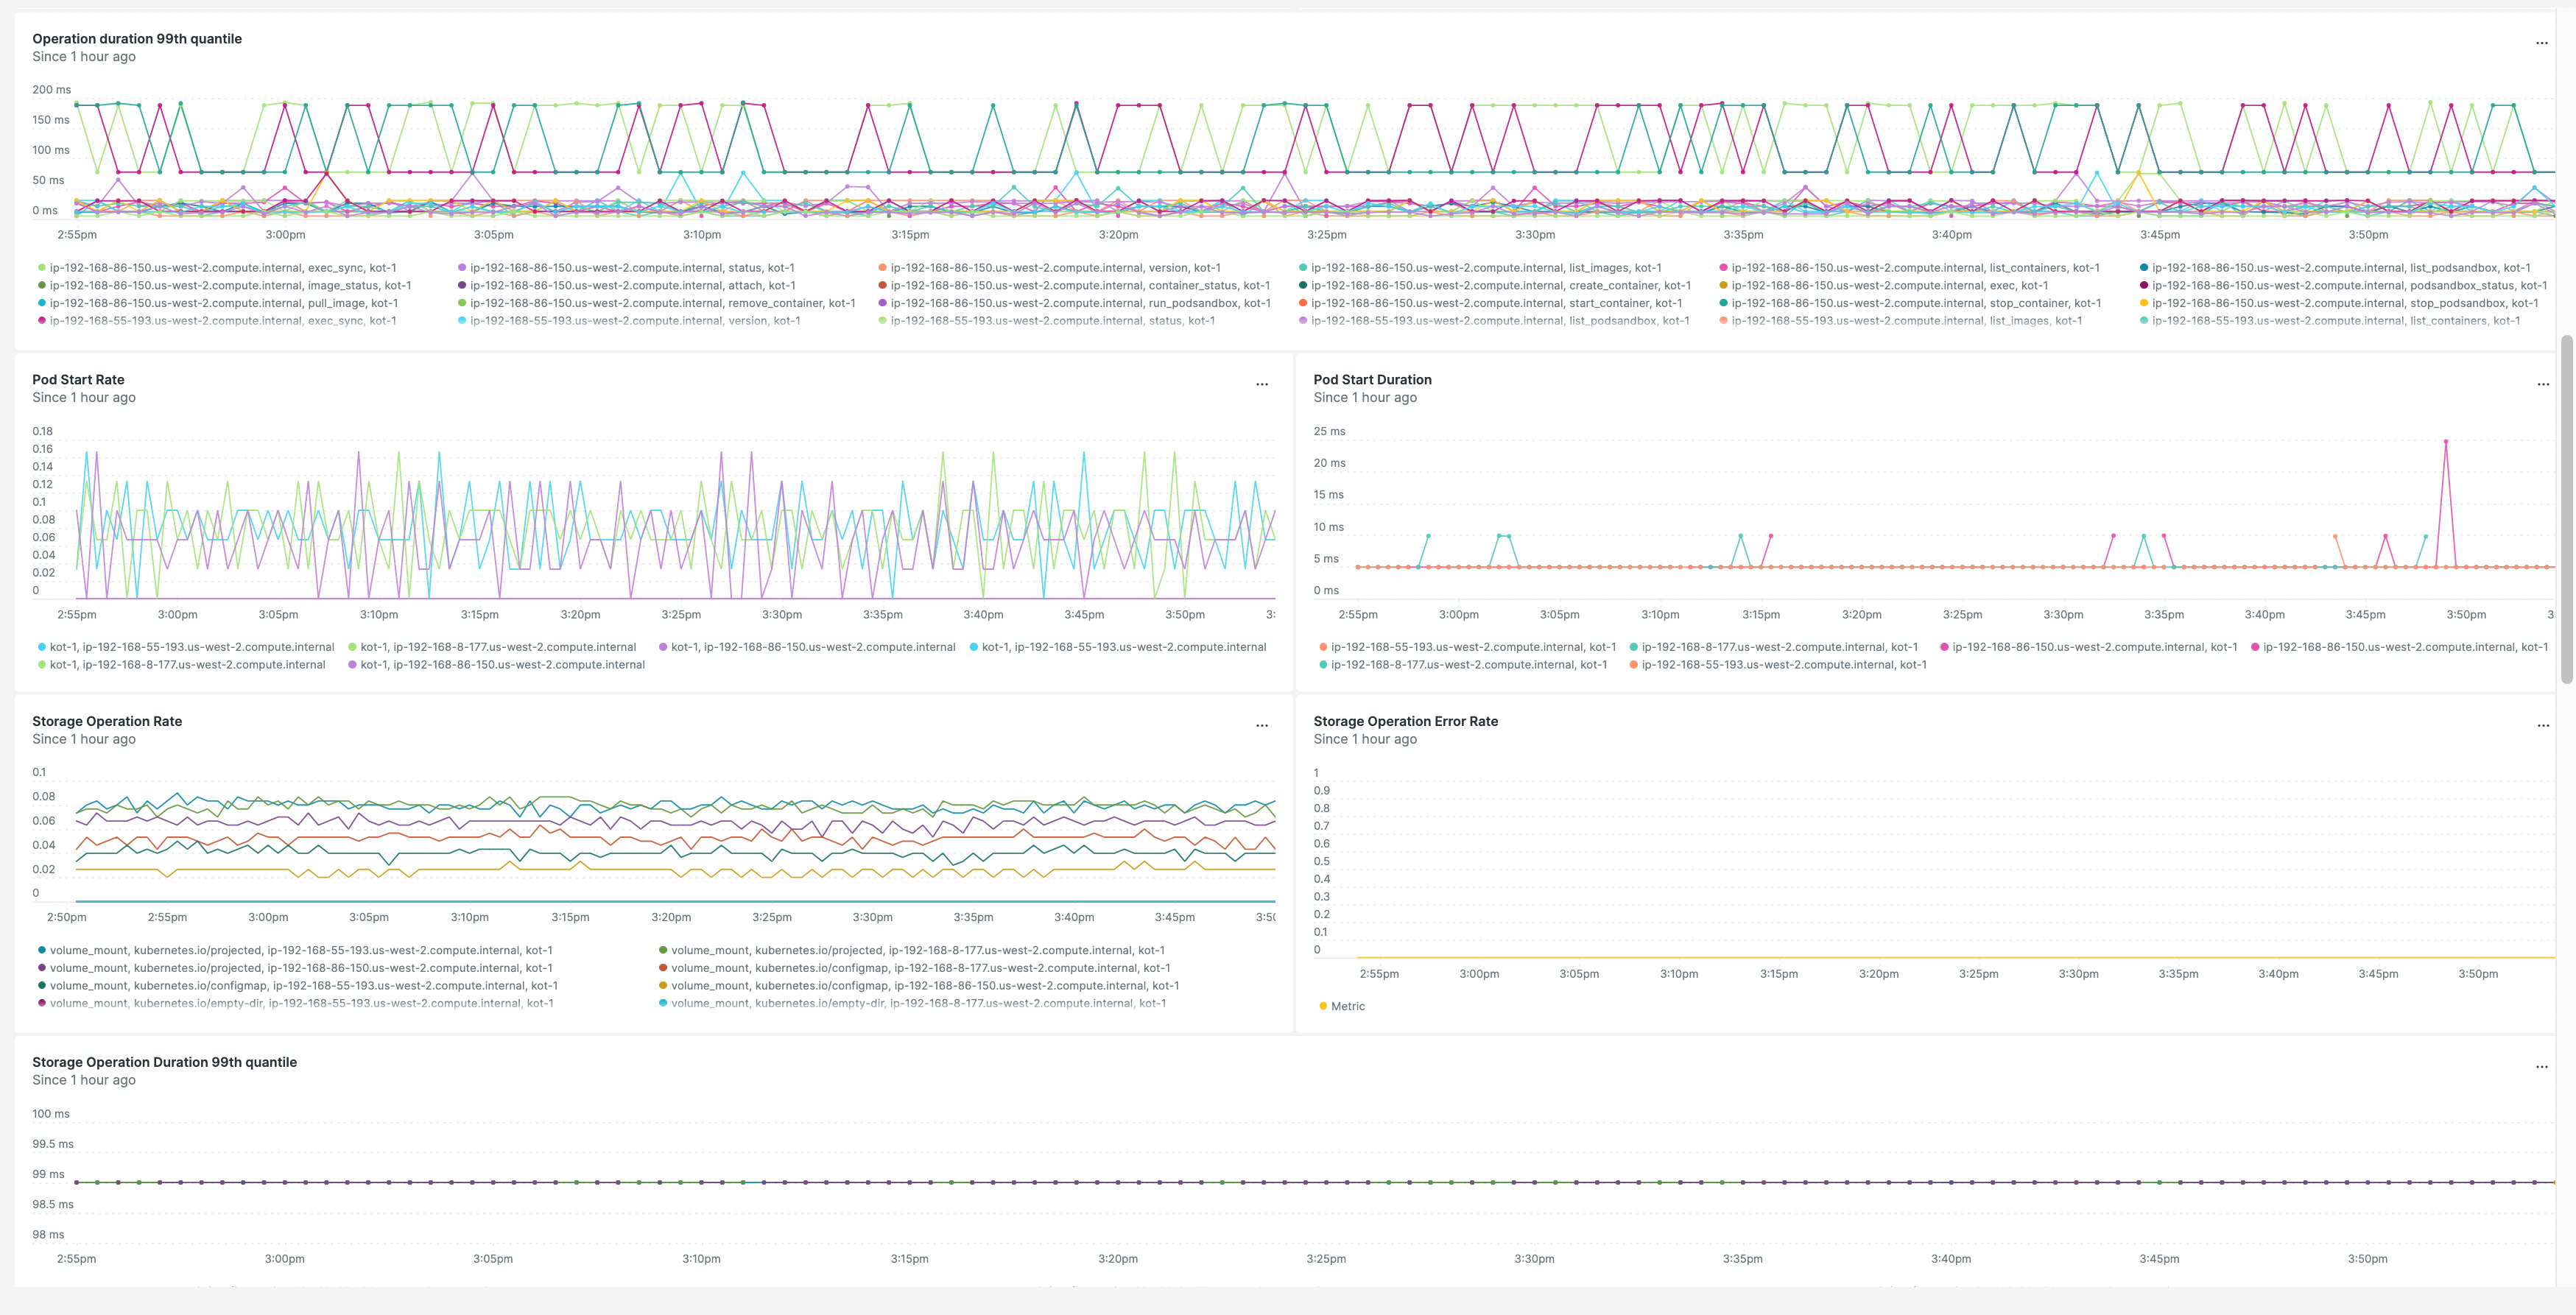 Operation duration 99th quantile
Since 1 hour ago
...
200 ms
150 ms
100 ms
50 ms
0 ms
2:55pm 3:00pm 3:05pm 3:10pm 3:15pm 3:20pm 3:25pm 3:30pm 3:35pm 3:40pm 3:45pm 3:50pm
ip-192-168-86-150.us-west-2.compute.internal, exec_sync, kot-1 ip-192-168-86-150.us-west-2.compute.internal, status, kot-1 ip-192-168-86-150.us-west-2.compute.internal, version, kot-1 ip-192-168-86-150.us-west-2.compute.internal, list_images, kot-1 ip-192-168-86-150.us-west-2.compute.internal, list_containers, kot-1 ip-192-168-86-150.us-west-2.compute.internal, list_podsandbox, kot-1
ip-192-168-86-150.us-west-2.compute.internal, image_status, kot-1 ip-192-168-86-150.us-west-2.compute.internal, attach, kot-1 ip-192-168-86-150.us-west-2.compute.internal, container_status, kot-1 ip-192-168-86-150.us-west-2.compute.internal, create_container, kot-1 ip-192-168-86-150.us-west-2.compute.internal, exec, kot-1 ip-192-168-86-150.us-west-2.compute.internal, podsandbox_status, kot-1
ip-192-168-86-150.us-west-2.compute.internal, pull_image, kot-1 ip-192-168-86-150.us-west-2.compute.internal, remove_container, kot-1 ip-192-168-86-150.us-west-2.compute.internal, run_podsandbox, kot-1 ip-192-168-86-150.us-west-2.compute.internal, start_container, kot-1 ip-192-168-86-150.us-west-2.compute.internal, stop_container, kot-1 ip-192-168-86-150.us-west-2.compute.internal, stop_podsandbox, kot-1
ip-192-168-55-193.us-west-2.compute.internal, exec_sync, kot-1 ip-192-168-55-193.us-west-2.compute.internal, version, kot-1 ip-192-168-55-193.us-west-2.compute.internal, status, kot-1 ip-192-168-55-193.us-west-2.compute.internal, list_podsandbox, kot-1 ip-192-168-55-193.us-west-2.compute.internal, list_images, kot-1 ip-192-168-55-193.us-west-2.compute.internal, list_containers, kot-1
Pod Start Rate
Since 1 hour ago
...
0.18
0.16
0.14
0.12
0.1
0.08
0.06
0.04
0.02
0
2:55pm 3:00pm 3:05pm 3:10pm 3:15pm 3:20pm 3:25pm 3:30pm 3:35pm 3:40pm 3:45pm 3:50pm 3:
kot-1, ip-192-168-55-193.us-west-2.compute.internal kot-1, ip-192-168-8-177.us-west-2.compute.internal kot-1, ip-192-168-86-150.us-west-2.compute.internal kot-1, ip-192-168-55-193.us-west-2.compute.internal
kot-1, ip-192-168-8-177.us-west-2.compute.internal kot-1, ip-192-168-86-150.us-west-2.compute.internal
Pod Start Duration
Since 1 hour ago
...
25 ms
20 ms
15 ms
10 ms
5 ms
0 ms
2:55pm 3:00pm 3:05pm 3:10pm 3:15pm 3:20pm 3:25pm 3:30pm 3:35pm 3:40pm 3:45pm 3:50pm 3
ip-192-168-55-193.us-west-2.compute.internal, kot-1 ip-192-168-8-177.us-west-2.compute.internal, kot-1 ip-192-168-86-150.us-west-2.compute.internal, kot-1 ip-192-168-86-150.us-west-2.compute.internal, kot-1
ip-192-168-8-177.us-west-2.compute.internal, kot-1 ip-192-168-55-193.us-west-2.compute.internal, kot-1
Storage Operation Rate
Since 1 hour ago
...
0.1
0.08
0.06
0.04
0.02
0
2:50pm 2:55pm 3:00pm 3:05pm 3:10pm 3:15pm 3:20pm 3:25pm 3:30pm 3:35pm 3:40pm 3:45pm 3:50
volume_mount, kubernetes.io/projected, ip-192-168-55-193.us-west-2.compute.internal, kot-1 volume_mount, kubernetes.io/projected, ip-192-168-8-177.us-west-2.compute.internal, kot-1
volume_mount, kubernetes.io/projected, ip-192-168-86-150.us-west-2.compute.internal, kot-1 volume_mount, kubernetes.io/configmap, ip-192-168-8-177.us-west-2.compute.internal, kot-1
volume_mount, kubernetes.io/configmap, ip-192-168-55-193.us-west-2.compute.internal, kot-1 volume_mount, kubernetes.io/configmap, ip-192-168-86-150.us-west-2.compute.internal, kot-1
volume_mount, kubernetes.io/empty-dir, ip-192-168-55-193.us-west-2.compute.internal, kot-1 volume_mount, kubernetes.io/empty-dir, ip-192-168-8-177.us-west-2.compute.internal, kot-1
Storage Operation Error Rate
Since 1 hour ago
...
1
0.9
0.8
0.7
0.6
0.5
0.4
0.3
0.2
0.1
0
2:55pm 3:00pm 3:05pm 3:10pm 3:15pm 3:20pm 3:25pm 3:30pm 3:35pm 3:40pm 3:45pm 3:50pm
Metric
Storage Operation Duration 99th quantile
Since 1 hour ago
...
100 ms
99.5 ms
99 ms
98.5 ms
98 ms
2:55pm 3:00pm 3:05pm 3:10pm 3:15pm 3:20pm 3:25pm 3:30pm 3:35pm 3:40pm 3:45pm 3:50pm